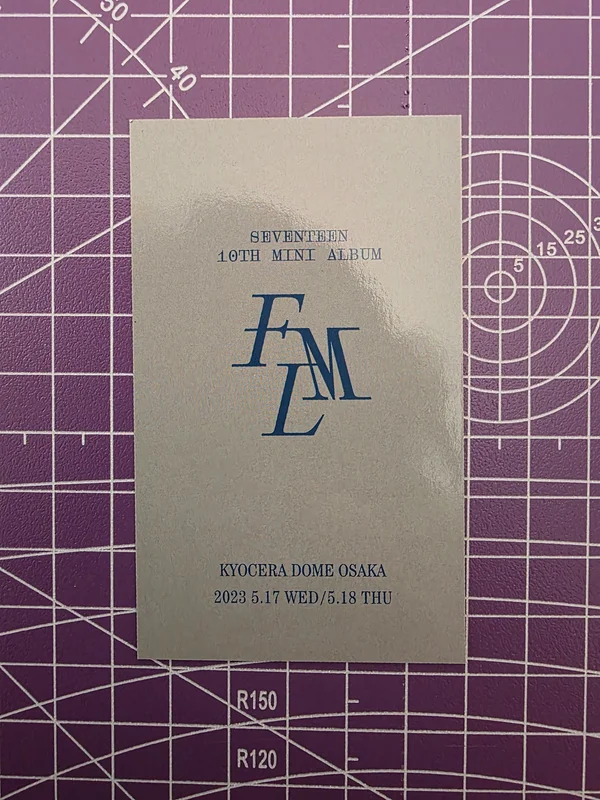 50
40
SEVENTEEN
10TH MINI ALBUM
FML
5 15 25
KYOCERA DOME OSAKA
2023 5.17 WED/5.18 THU
R150
R120